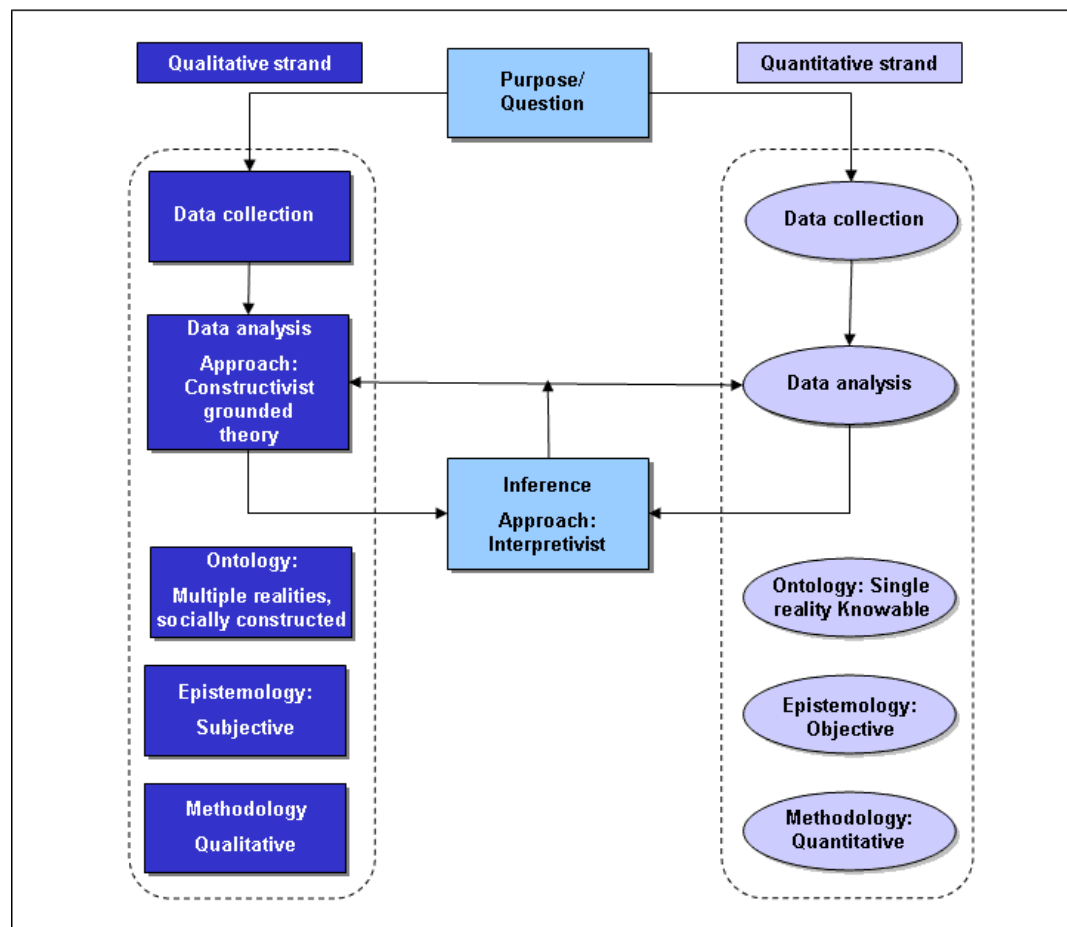 Qualitative strand
Purpose/
Question
Quantitative strand
Data collection
Data collection
Data analysis
Approach:
Constructivist
grounded
theory
Data analysis
Inference
Approach:
Interpretivist
Ontology:
Multiple realities,
socially constructed
Ontology: Single
reality Knowable
Epistemology:
Subjective
Epistemology:
Objective
Methodology
Qualitative
Methodology:
Quantitative